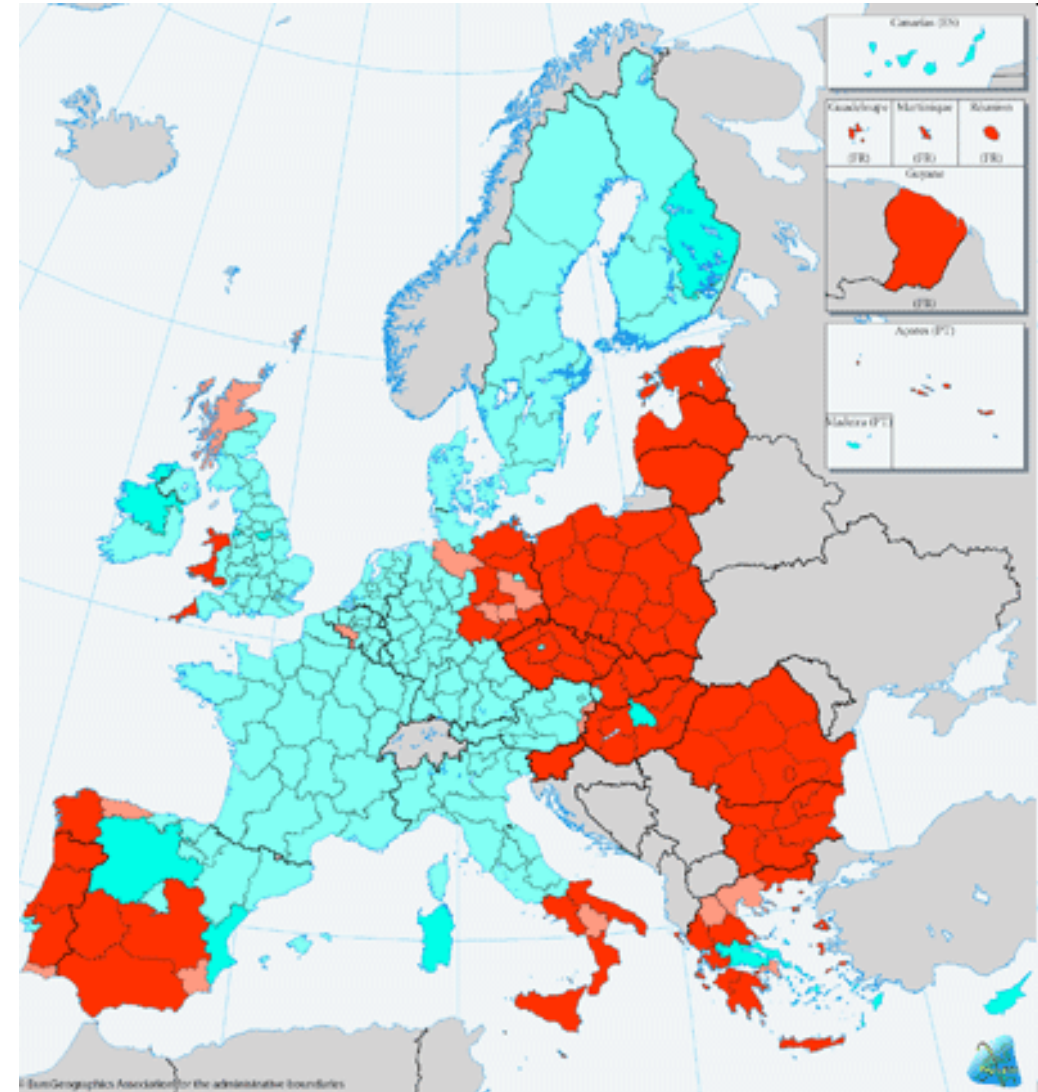 Canarias (ES)
Guadeloupe Martinique Réunion
(FR) (FR) (FR)
Guyane
(FR)
Açores (PT)
Madeira (PT)
EuroGeographics Association for the administrative boundaries